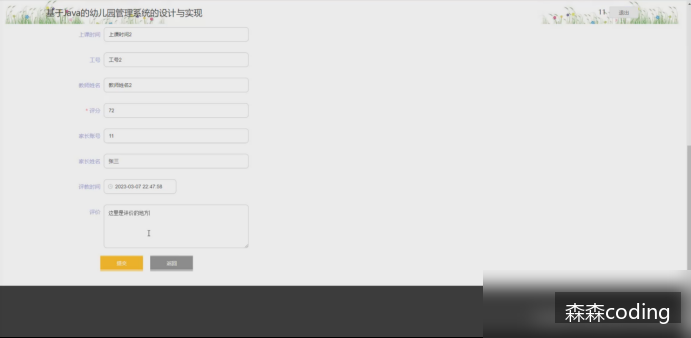 基于Java的幼儿园管理系统的设计与实现
11 退出
上课时间 上课时间2
工号 工号2
教师姓名 教师姓名2
* 评分 72
家长账号 11
家长姓名 张三
评教时间 2023-03-07 22:47:58
评价 这里是评价的地方
提交 返回
森森coding